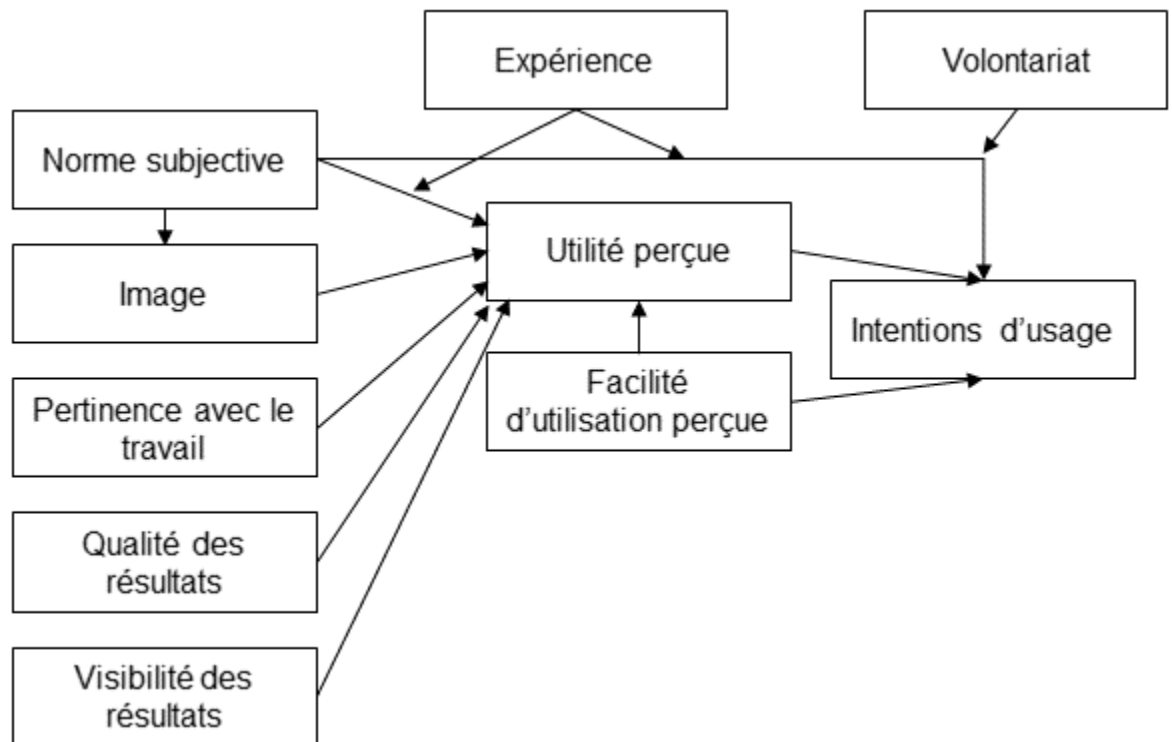 Expérience
Volontariat
Norme subjective
Utilité perçue
Image
Intentions d’usage
Facilité
d’utilisation perçue
Pertinence avec le
travail
Qualité des
résultats
Visibilité des
résultats